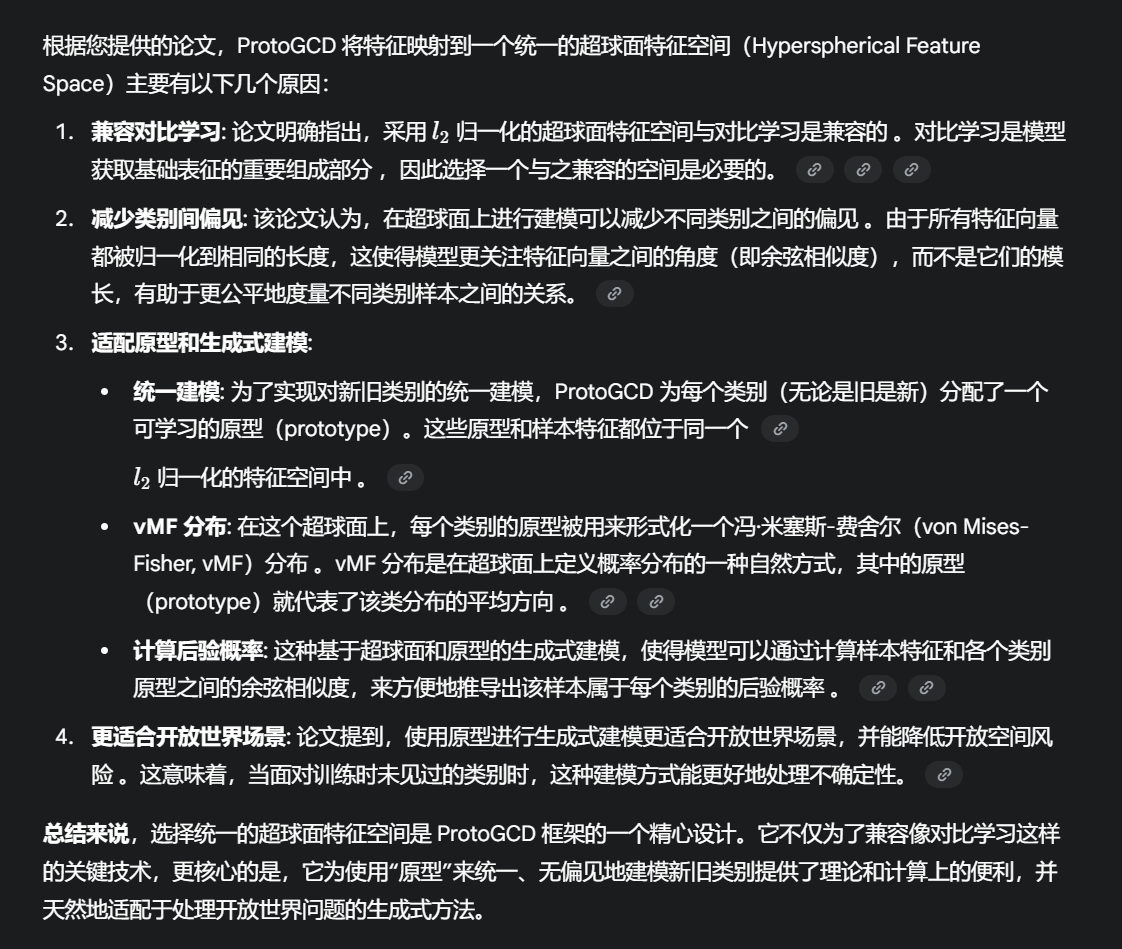 根据您提供的论文，ProtoGCD 将特征映射到一个统一的超球面特征空间（Hyperspherical Feature
Space）主要有以下几个原因：
1. 兼容对比学习: 论文明确指出，采用 l₂ 归一化的超球面特征空间与对比学习是兼容的 。对比学习是模型
获取基础表征的重要组成部分 ，因此选择一个与之兼容的空间是必要的。
2. 减少类别间偏见: 该论文认为，在超球面上进行建模可以减少不同类别之间的偏见 。由于所有特征向量
都被归一化到相同的长度，这使得模型更关注特征向量之间的角度（即余弦相似度），而不是它们的模
长，有助于更公平地度量不同类别样本之间的关系。
3. 适配原型和生成式建模:
• 统一建模: 为了实现对新旧类别的统一建模，ProtoGCD 为每个类别（无论是旧是新）分配了一个
可学习的原型（prototype）。这些原型和样本特征都位于同一个
l₂ 归一化的特征空间中 。
• vMF 分布: 在这个超球面上，每个类别的原型被用来形式化一个冯·米塞斯-费舍尔（von Mises-
Fisher, vMF）分布 。vMF 分布是在超球面上定义概率分布的一种自然方式，其中的原型
（prototype）就代表了该类分布的平均方向 。
• 计算后验概率: 这种基于超球面和原型的生成式建模，使得模型可以通过计算样本特征和各个类别
原型之间的余弦相似度，来方便地推导出该样本属于每个类别的后验概率 。
4. 更适合开放世界场景: 论文提到，使用原型进行生成式建模更适合开放世界场景，并能降低开放空间风
险 。这意味着，当面对训练时未见过的类别时，这种建模方式能更好地处理不确定性。
总结来说，选择统一的超球面特征空间是 ProtoGCD 框架的一个精心设计。它不仅为了兼容像对比学习这样
的关键技术，更核心的是，它为使用“原型”来统一、无偏见地建模新旧类别提供了理论和计算上的便利，并
天然地适配于处理开放世界问题的生成式方法。